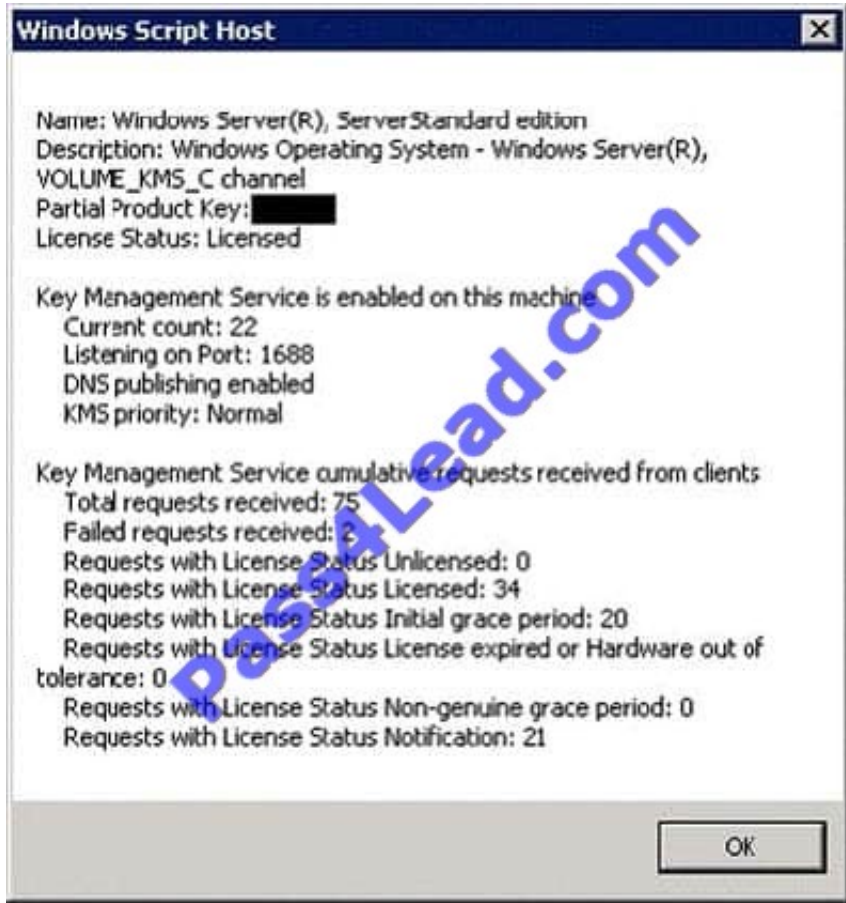 Windows Script Host
Name: Windows Server(R), ServerStandard edition
Description: Windows Operating System - Windows Server(R),
VOLUME_KMS_C channel
Partial Product Key:
License Status: Licensed
Key Management Service is enabled on this machine
Current count: 22
Listening on Port: 1688
DNS publishing enabled
KMS priority: Normal
Key Management Service cumulative requests received from clients
Total requests received: 75
Failed requests received: 2
Requests with License Status Unlicensed: 0
Requests with License Status Licensed: 34
Requests with License Status Initial grace period: 20
Requests with License Status License expired or Hardware out of
tolerance: 0
Requests with License Status Non-genuine grace period: 0
Requests with License Status Notification: 21
OK
Pass4Lead.com